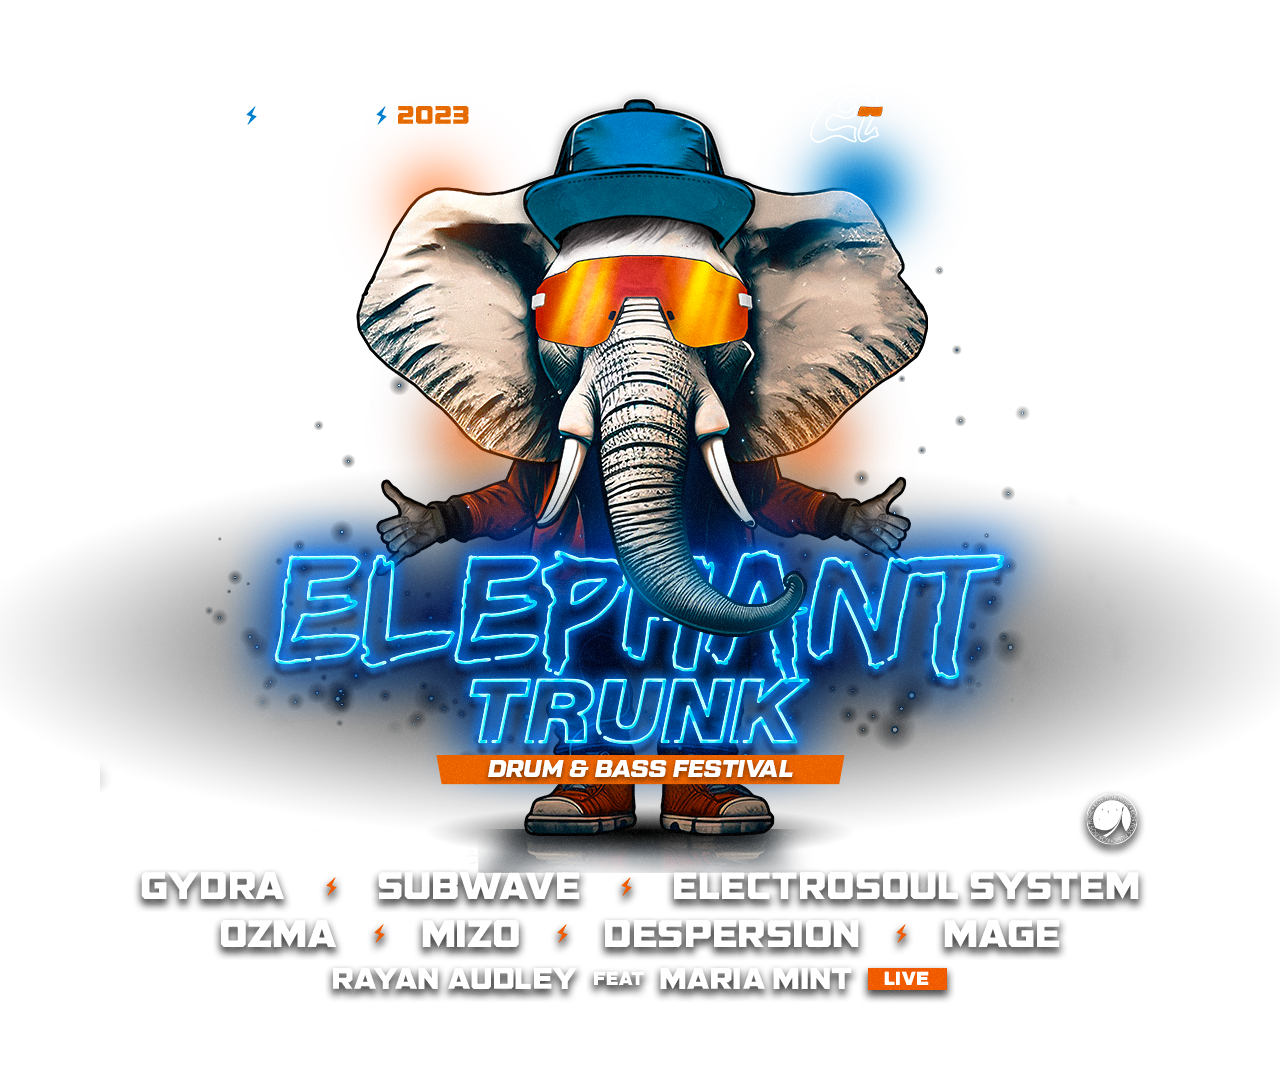 2023
ELEPHANT
TRUNK
DRUM & BASS FESTIVAL
GYDRA SUBWAVE ELECTROSOUL SYSTEM
OZMA MIZO DESPERSION MAGE
RAYAN AUDLEY FEAT MARIA MINT LIVE